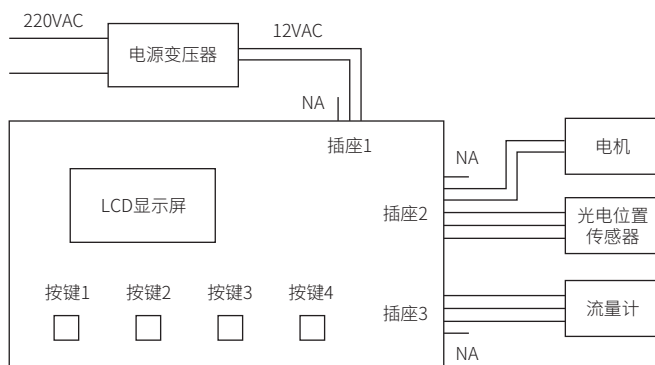 220VAC
电源变压器
12VAC
NA
插座1
NA
电机
LCD显示屏
插座2
光电位置
传感器
按键1
按键2
按键3
按键4
插座3
流量计
NA